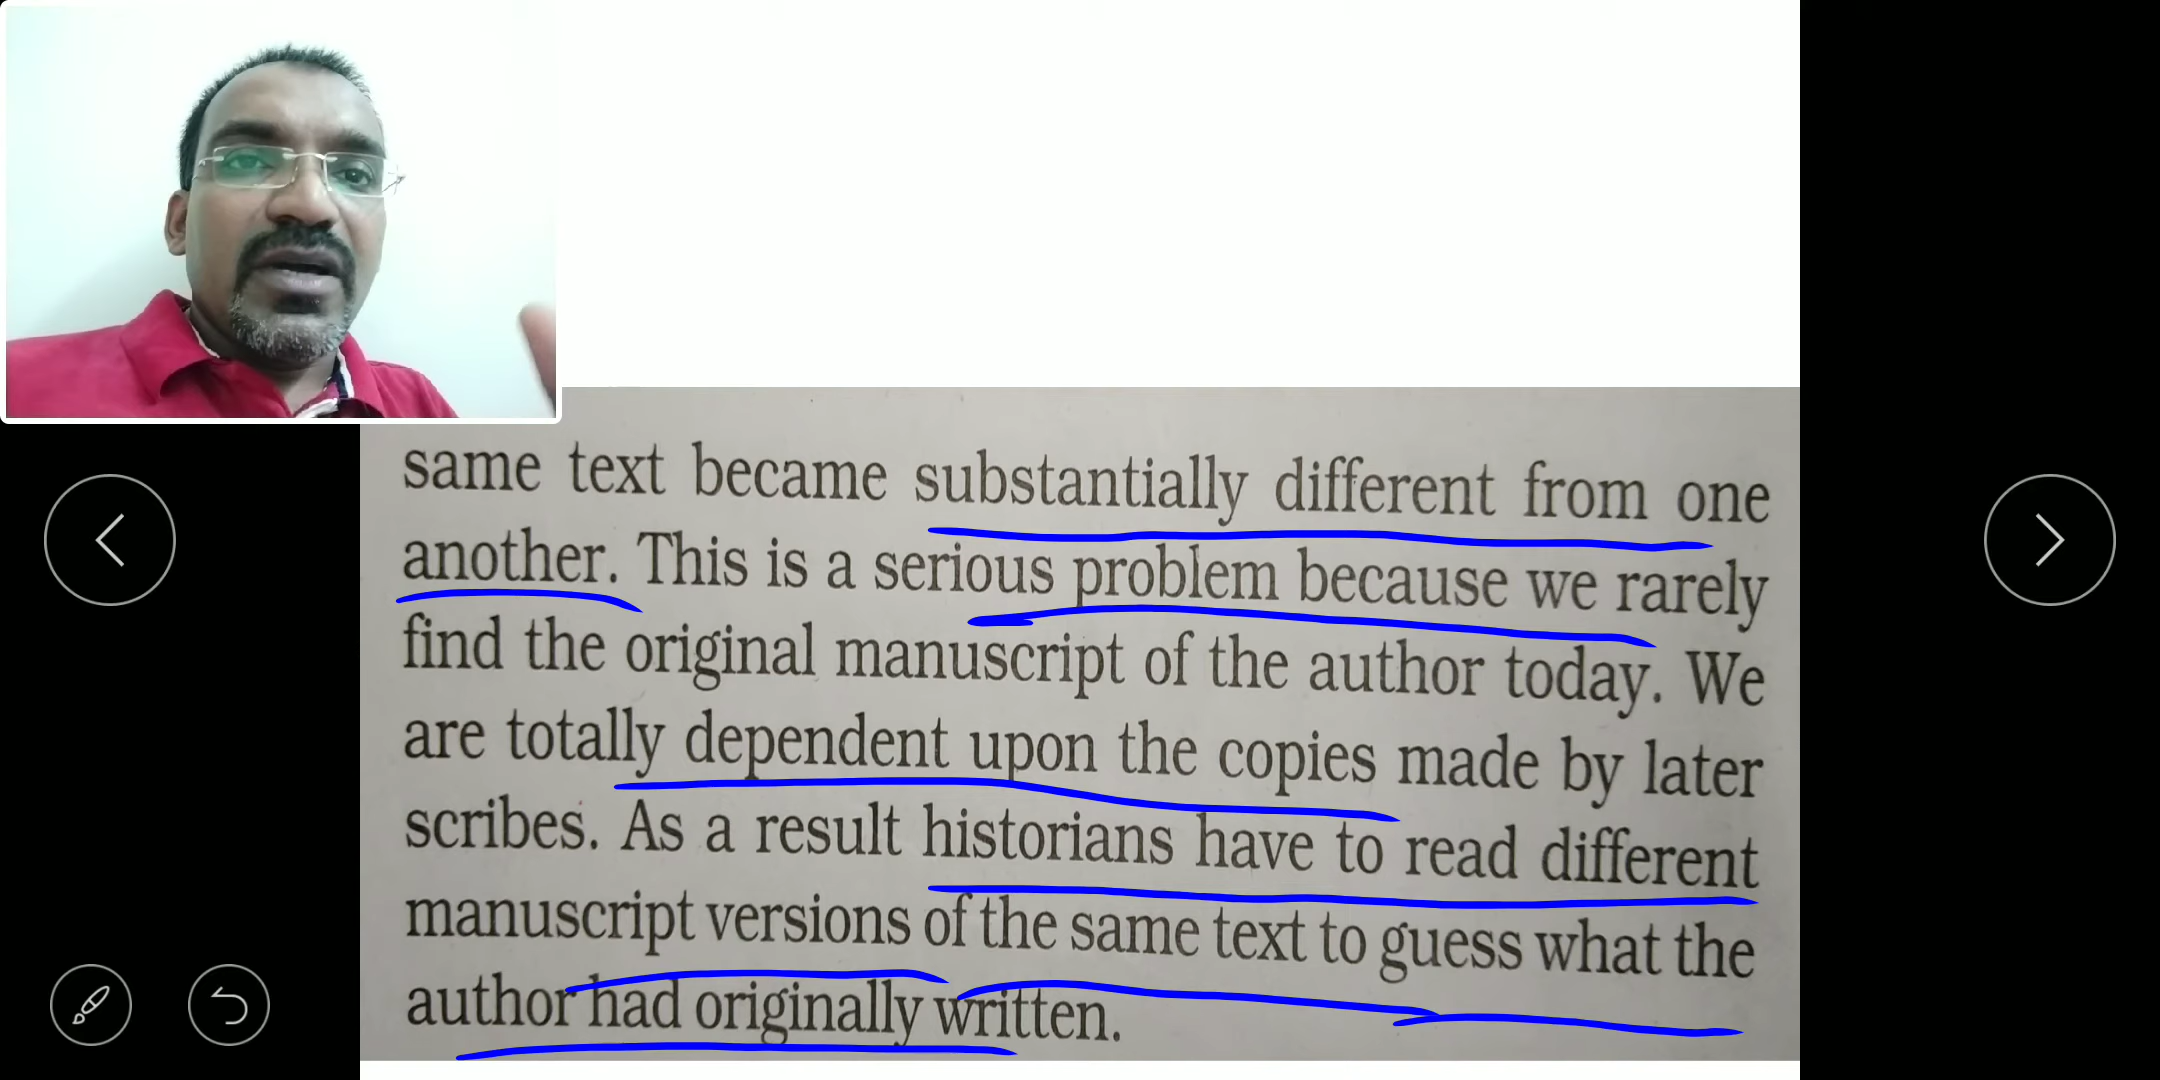 same text became substantially different from one
another. This is a serious problem because we rarely
find the original manuscript of the author today. We
are totally dependent upon the copies made by later
scribes. As a result historians have to read different
manuscript versions of the same text to guess what the
author had originally written.